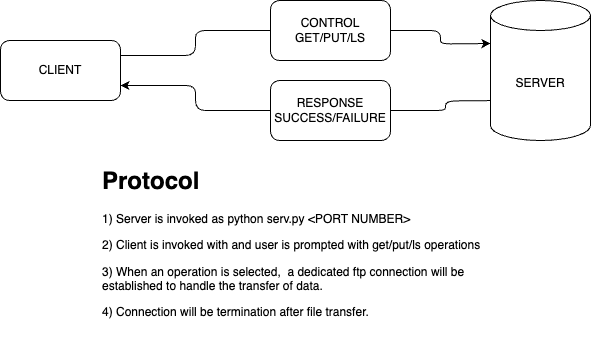 CLIENT
CONTROL
GET/PUT/LS
SERVER
RESPONSE
SUCCESS/FAILURE
Protocol
1) Server is invoked as python serv.py <PORT NUMBER>
2) Client is invoked with and user is prompted with get/put/ls operations
3) When an operation is selected,  a dedicated ftp connection will be
established to handle the transfer of data.
4) Connection will be termination after file transfer.